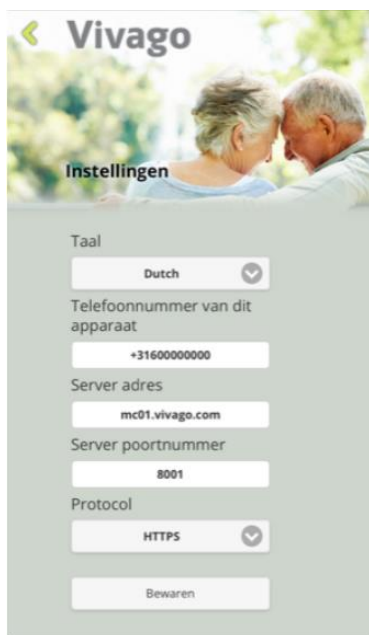 Vivago
Instellingen
Taal
Dutch
Telefoonnummer van dit
apparaat
+31600000000
Server adres
mc01.vivago.com
Server poortnummer
8001
Protocol
HTTPS
Bewaren